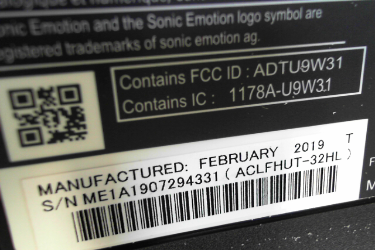 Sonic Emotion and the Sonic Emotion logo symbol are
registered trademarks of sonic emotion ag.
Contains FCC ID : ADTU9W31
Contains IC : 1178A-U9W31
MANUFACTURED: FEBRUARY 2019 T
S/N ME1A1907294331 ( ACLFHUT-32HL )